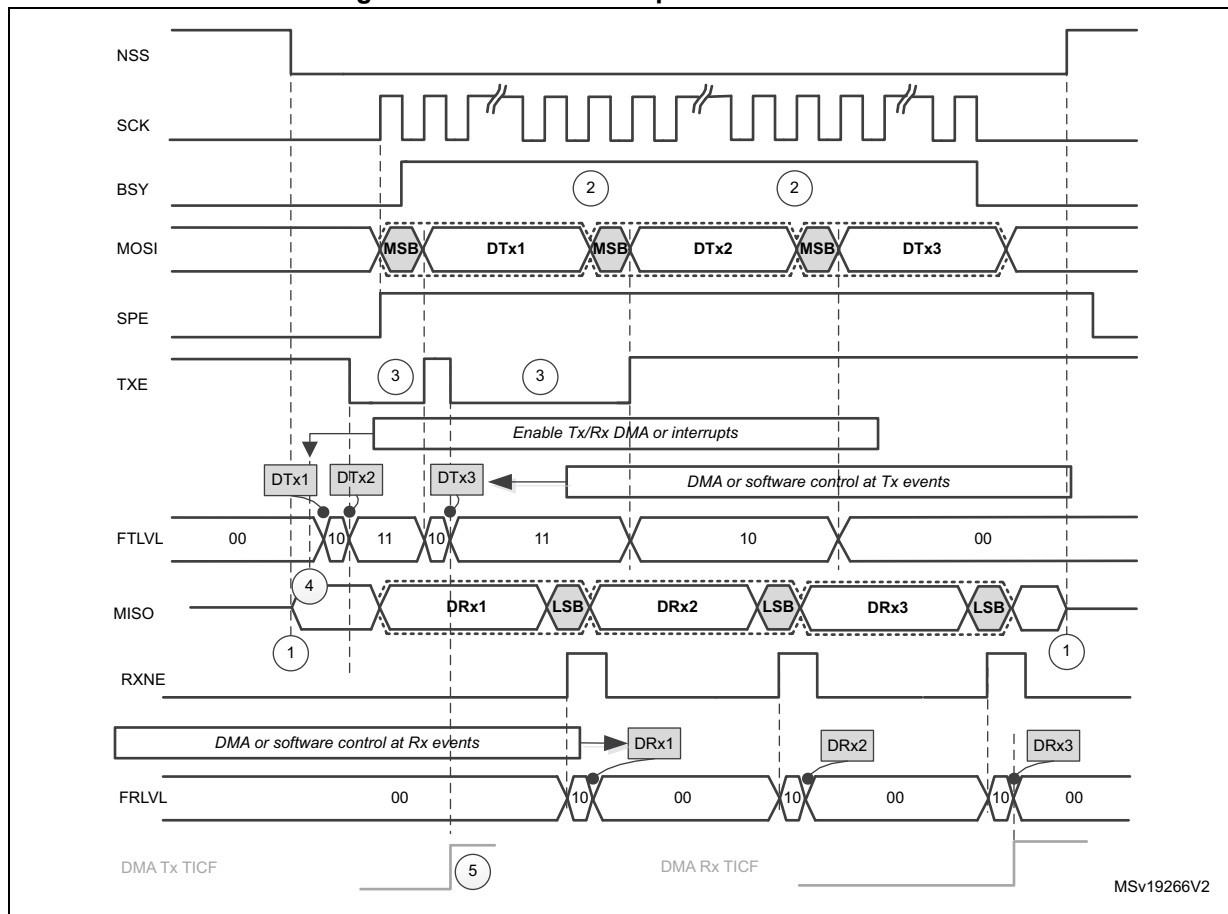 NSS
SCK
BSY
2 2
MOSI MSB DTx1 MSB DTx2 MSB DTx3
SPE
TXE
3 3
Enable Tx/Rx DMA or interrupts
DTx1 DTx2 DTx3 DMA or software control at Tx events
FTLVL 00 10 11 10 11 10 00
4
MISO DRx1 LSB DRx2 LSB DRx3 LSB
1 1
RXNE
DMA or software control at Rx events DRx1 DRx2 DRx3
FRLVL 00 10 00 10 00 10 00
DMA Tx TICF 5 DMA Rx TICF
MSv19266V2